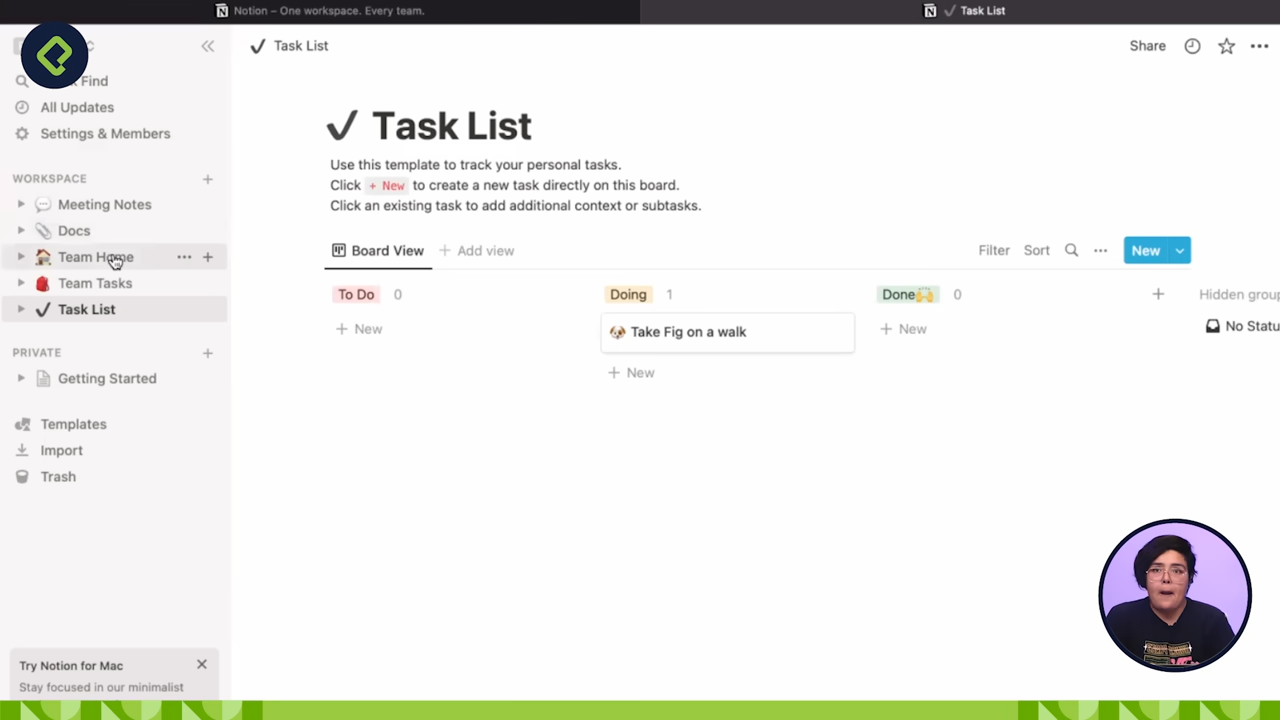 Notion – One workspace. Every team.
Task List
Find
All Updates
Settings & Members
WORKSPACE
Meeting Notes
Docs
Team Home
Team Tasks
Task List
PRIVATE
Getting Started
Templates
Import
Trash
Try Notion for Mac
Stay focused in our minimalist
Task List
Share
Task List
Use this template to track your personal tasks.
Click + New to create a new task directly on this board.
Click an existing task to add additional context or subtasks.
Board View
+ Add view
Filter
Sort
New
To Do 0
+ New
Doing 1
Take Fig on a walk
+ New
Done🙌 0
+ New
Hidden group
No Statu